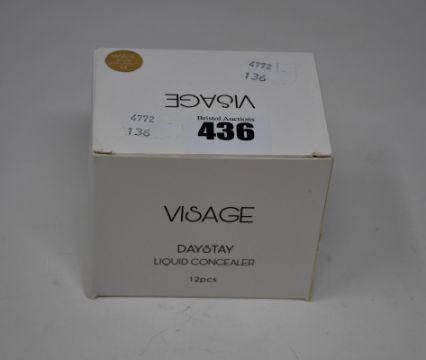 4772
136
VISAGE
Bristol Auctions
436
4772
136
VISAGE
DAYSTAY
LIQUID CONCEALER
12pcs